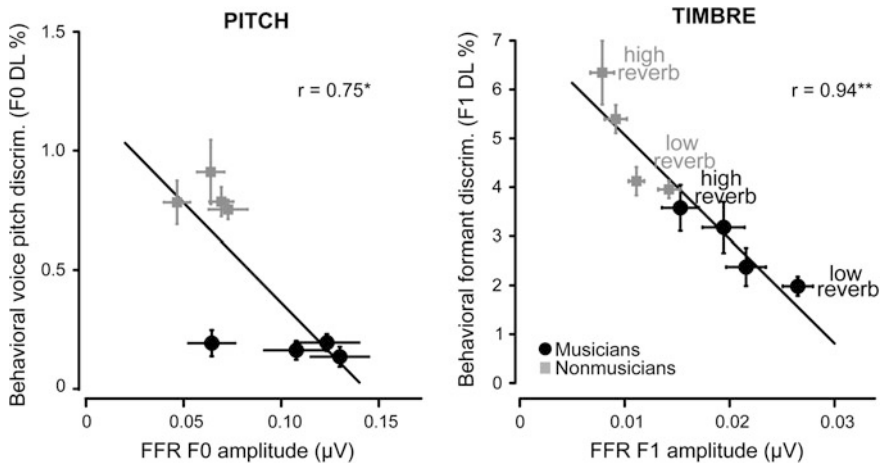 PITCH
Behavioral voice pitch discrim. (F0 DL %)
1.5
1.0
0.5
0.0
r = 0.75*
0
0.05
0.10
0.15
FFR F0 amplitude (µV)
TIMBRE
Behavioral formant discrim. (F1 DL %)
7
6
5
4
3
2
1
0
high
reverb
r = 0.94**
low
reverb
high
reverb
low
reverb
Musicians
Nonmusicians
0
0.01
0.02
0.03
FFR F1 amplitude (µV)